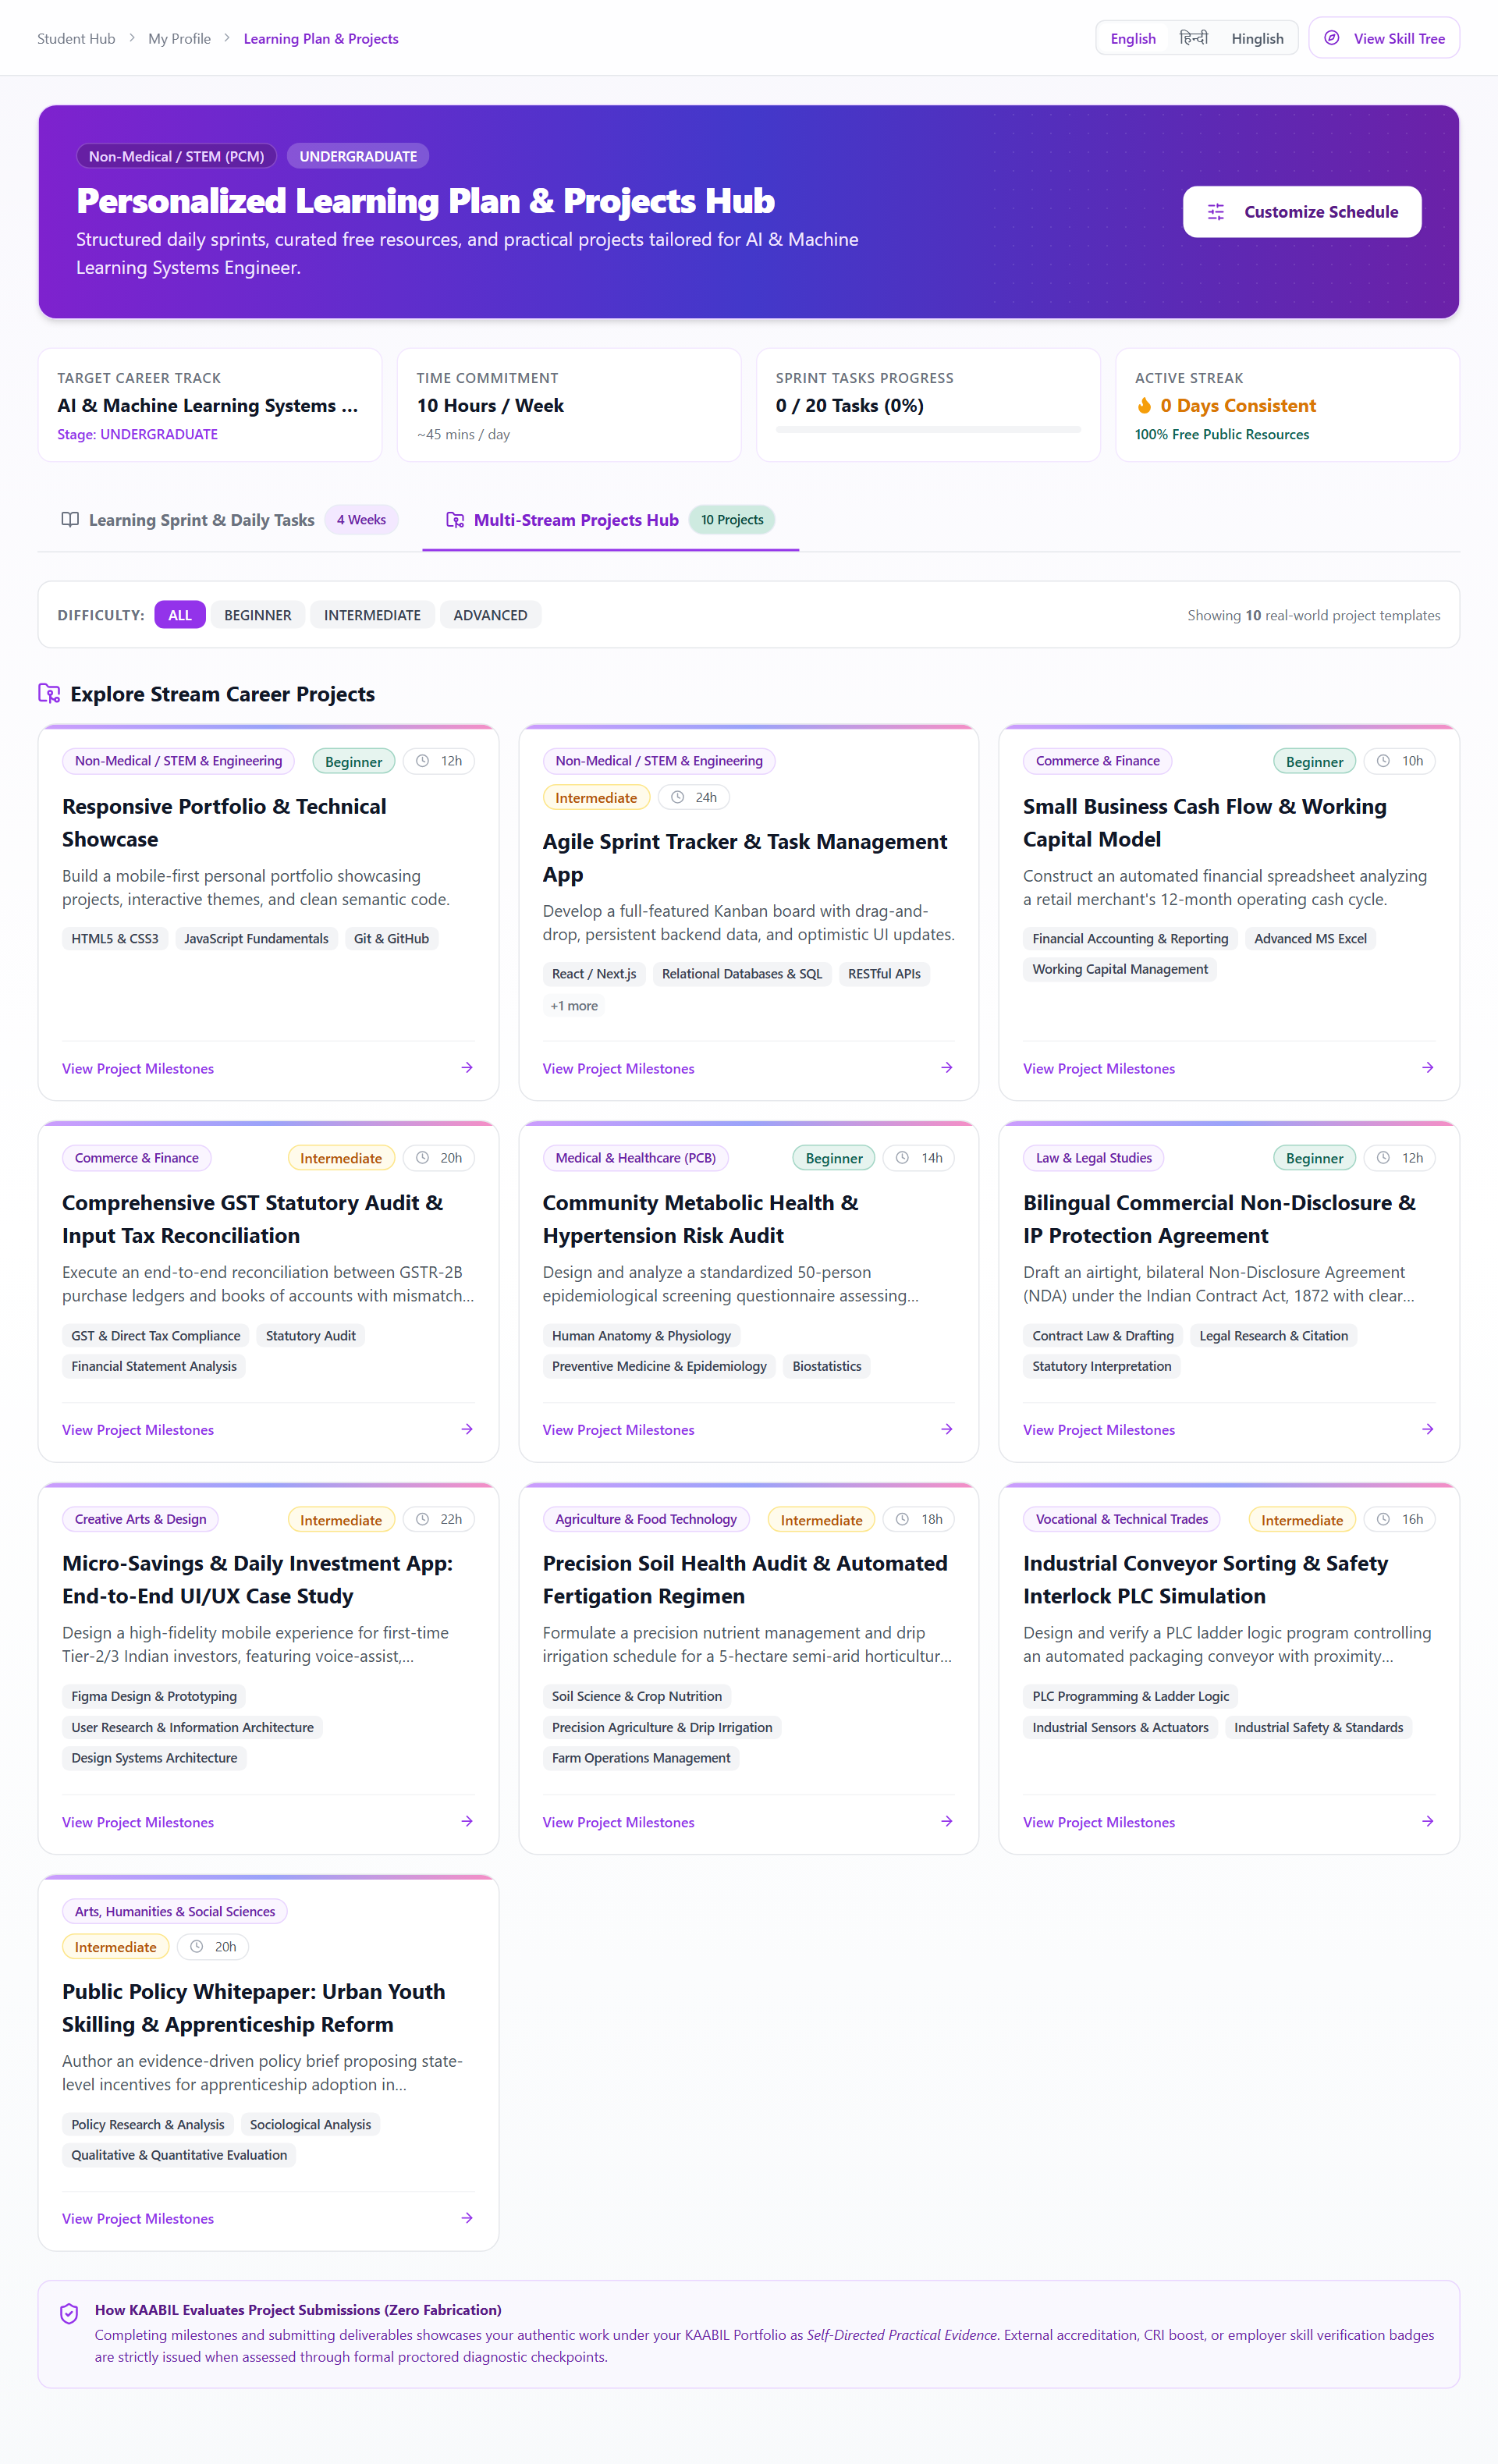 Student Hub > My Profile > Learning Plan & Projects
English हिन्दी Hinglish
View Skill Tree
Non-Medical / STEM (PCM) UNDERGRADUATE
Personalized Learning Plan & Projects Hub
Structured daily sprints, curated free resources, and practical projects tailored for AI & Machine
Learning Systems Engineer.
Customize Schedule
TARGET CAREER TRACK
AI & Machine Learning Systems ...
Stage: UNDERGRADUATE
TIME COMMITMENT
10 Hours / Week
~45 mins / day
SPRINT TASKS PROGRESS
0 / 20 Tasks (0%)
ACTIVE STREAK
0 Days Consistent
100% Free Public Resources
Learning Sprint & Daily Tasks 4 Weeks
Multi-Stream Projects Hub 10 Projects
DIFFICULTY: ALL BEGINNER INTERMEDIATE ADVANCED
Showing 10 real-world project templates
Explore Stream Career Projects
Non-Medical / STEM & Engineering Beginner 12h
Responsive Portfolio & Technical
Showcase
Build a mobile-first personal portfolio showcasing
projects, interactive themes, and clean semantic code.
HTML5 & CSS3 JavaScript Fundamentals Git & GitHub
View Project Milestones
Non-Medical / STEM & Engineering
Intermediate 24h
Agile Sprint Tracker & Task Management
App
Develop a full-featured Kanban board with drag-and-
drop, persistent backend data, and optimistic UI updates.
React / Next.js Relational Databases & SQL RESTful APIs
+1 more
View Project Milestones
Commerce & Finance Beginner 10h
Small Business Cash Flow & Working
Capital Model
Construct an automated financial spreadsheet analyzing
a retail merchant's 12-month operating cash cycle.
Financial Accounting & Reporting Advanced MS Excel
Working Capital Management
View Project Milestones
Commerce & Finance Intermediate 20h
Comprehensive GST Statutory Audit &
Input Tax Reconciliation
Execute an end-to-end reconciliation between GSTR-2B
purchase ledgers and books of accounts with mismatch...
GST & Direct Tax Compliance Statutory Audit
Financial Statement Analysis
View Project Milestones
Medical & Healthcare (PCB) Beginner 14h
Community Metabolic Health &
Hypertension Risk Audit
Design and analyze a standardized 50-person
epidemiological screening questionnaire assessing...
Human Anatomy & Physiology
Preventive Medicine & Epidemiology Biostatistics
View Project Milestones
Law & Legal Studies Beginner 12h
Bilingual Commercial Non-Disclosure &
IP Protection Agreement
Draft an airtight, bilateral Non-Disclosure Agreement
(NDA) under the Indian Contract Act, 1872 with clear...
Contract Law & Drafting Legal Research & Citation
Statutory Interpretation
View Project Milestones
Creative Arts & Design Intermediate 22h
Micro-Savings & Daily Investment App:
End-to-End UI/UX Case Study
Design a high-fidelity mobile experience for first-time
Tier-2/3 Indian investors, featuring voice-assist,...
Figma Design & Prototyping
User Research & Information Architecture
Design Systems Architecture
View Project Milestones
Agriculture & Food Technology Intermediate 18h
Precision Soil Health Audit & Automated
Fertigation Regimen
Formulate a precision nutrient management and drip
irrigation schedule for a 5-hectare semi-arid horticultur...
Soil Science & Crop Nutrition
Precision Agriculture & Drip Irrigation
Farm Operations Management
View Project Milestones
Vocational & Technical Trades Intermediate 16h
Industrial Conveyor Sorting & Safety
Interlock PLC Simulation
Design and verify a PLC ladder logic program controlling
an automated packaging conveyor with proximity...
PLC Programming & Ladder Logic
Industrial Sensors & Actuators Industrial Safety & Standards
View Project Milestones
Arts, Humanities & Social Sciences
Intermediate 20h
Public Policy Whitepaper: Urban Youth
Skilling & Apprenticeship Reform
Author an evidence-driven policy brief proposing state-
level incentives for apprenticeship adoption in...
Policy Research & Analysis Sociological Analysis
Qualitative & Quantitative Evaluation
View Project Milestones
How KAABIL Evaluates Project Submissions (Zero Fabrication)
Completing milestones and submitting deliverables showcases your authentic work under your KAABIL Portfolio as Self-Directed Practical Evidence. External accreditation, CRI boost, or employer skill verification badges
are strictly issued when assessed through formal proctored diagnostic checkpoints.